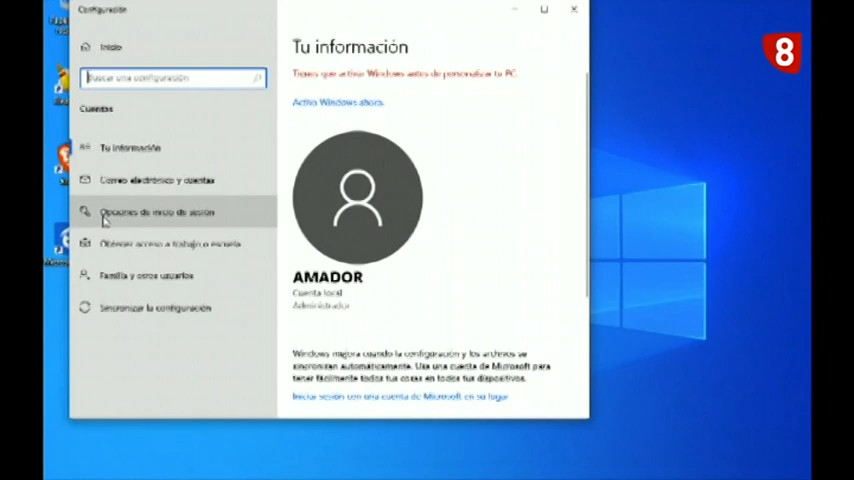 Configuración
Inicio
Buscar una configuración
Cuentas
Tu información
Correo electrónico y cuentas
Opciones de inicio de sesión
Obtener acceso a trabajo o escuela
Familia y otros usuarios
Sincronizar la configuración
Tu información
Tienes que activar Windows antes de personalizar tu PC.
Active Windows ahora.
AMADOR
Cuenta local
Administrador
Windows mejora cuando la configuración y los archivos se
sincronizan automáticamente. Usa una cuenta de Microsoft para
tener fácilmente todas tus cosas en todos tus dispositivos.
Iniciar sesión con una cuenta de Microsoft en su lugar
8